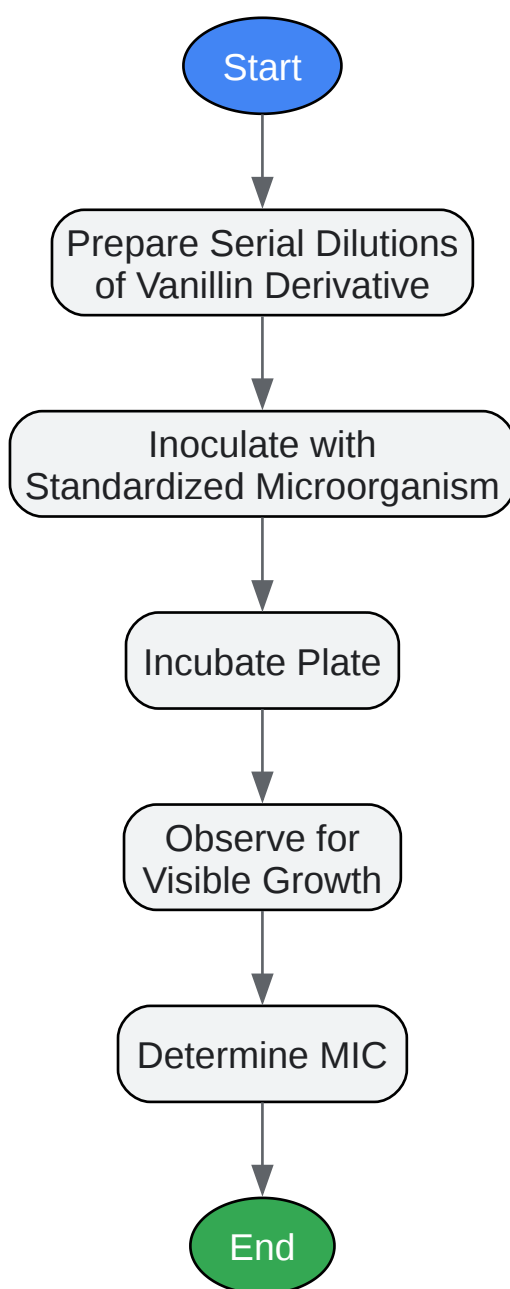 Start
Prepare Serial Dilutions
of Vanillin Derivative
Inoculate with
Standardized Microorganism
Incubate Plate
Observe for
Visible Growth
Determine MIC
End